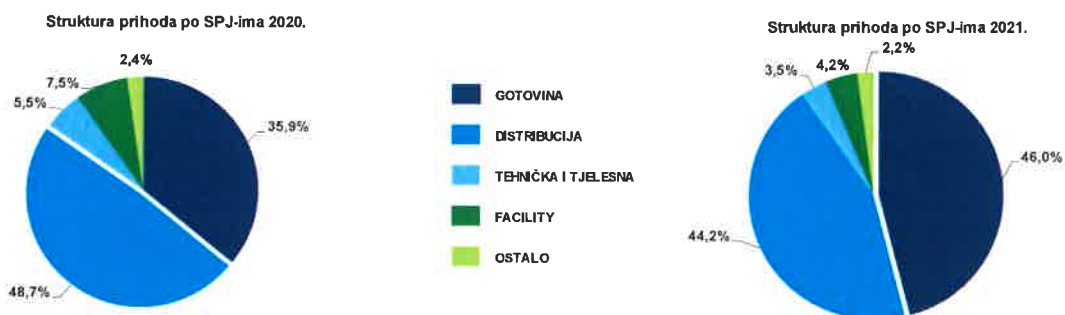 Struktura prihoda po SPJ-ima 2020.
2,4%
7,5%
5,5%
35,9%
48,7%
GOTOVINA
DISTRIBUCIJA
TEHNIČKA I TJELESNA
FACILITY
OSTALO
Struktura prihoda po SPJ-ima 2021.
2,2%
4,2%
3,5%
46,0%
44,2%